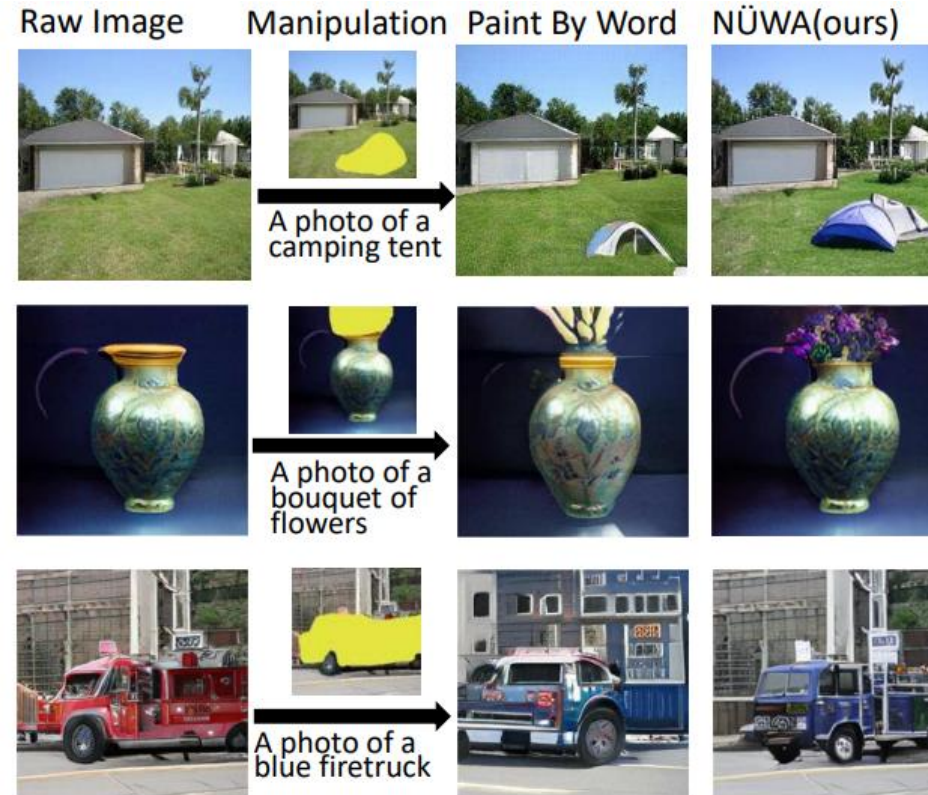 Raw Image Manipulation Paint By Word NÜWA(ours)
A photo of a
camping tent
A photo of a
bouquet of
flowers
A photo of a
blue firetruck